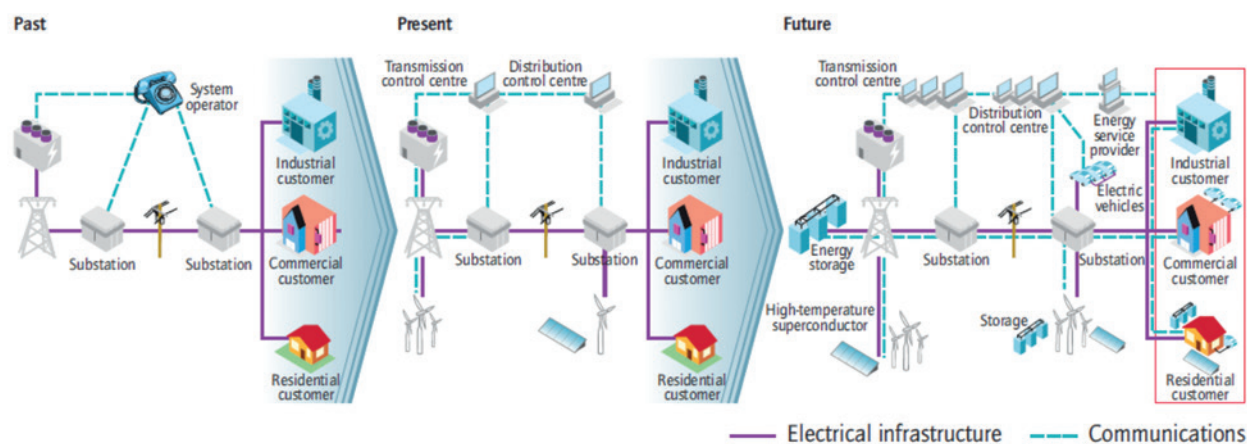 Past
System
operator
Substation
Substation
Industrial
customer
Commercial
customer
Residential
customer
Present
Transmission
control centre
Distribution
control centre
Substation
Substation
Industrial
customer
Commercial
customer
Residential
customer
Future
Transmission
control centre
Distribution
control centre
Energy
service
provider
Electric
vehicles
Energy
storage
Substation
Substation
High-temperature
superconductor
Storage
Industrial
customer
Commercial
customer
Residential
customer
Electrical infrastructure
Communications